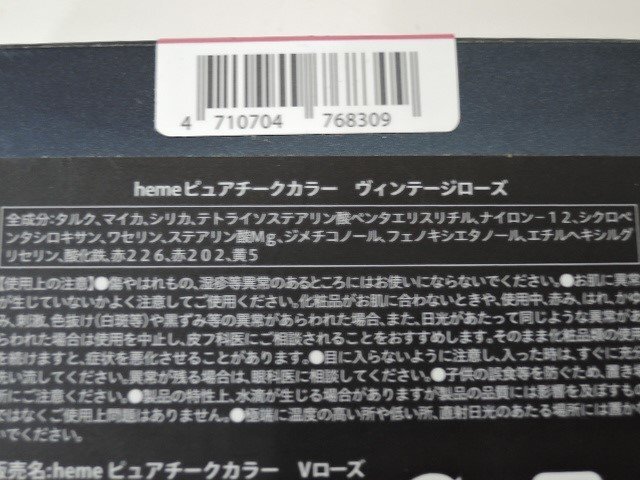 4 710704 768309
hemeピュアチークカラー ヴィンテージローズ
全成分:タルク、マイカ、シリカ、テトライソステアリン酸ペンタエリスリチル、ナイロン-12、シクロペ
ンタシロキサン、ワセリン、ステアリン酸Mg、ジメチコノール、フェノキシエタノール、エチルヘキシルグ
リセリン、酸化鉄、赤226、赤202、黄5
【使用上の注意】●傷やはれもの、湿疹等異常のあるところにはお使いにならないでください。●お肌に異常
が生じていないかよく注意してご使用ください。化粧品がお肌に合わないときや、使用中、赤み、はれ、かゆ
み、刺激、色抜け(白斑等)や黒ずみ等の異常があらわれた場合、また、日光があたって同じような異常があ
らわれた場合は使用を中止し、皮フ科医にご相談されることをおすすめします。そのまま化粧品類の使用
を続けますと、症状を悪化させることがあります。●目に入らないように注意し、入った時は、すぐに充分
洗い流してください。異常が残る場合は、眼科医に相談してください。●子供の誤食等を防ぐため、置き場
所にご注意ください。●製品の特性上、水滴が生じる場合がありますが製品の品質には影響を及ぼすもの
ではなくご使用上問題はありません。●極端に温度の高い所や低い所、直射日光のあたる場所には置か
いでください。
販売名:heme ピュアチークカラー Vローズ